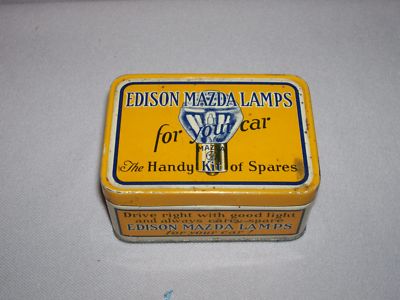 EDISON MAZDA LAMPS
for your car
MAZDA
The Handy Kit of Spares
Drive right with good light
and always carry spare
EDISON MAZDA LAMPS
for your car!